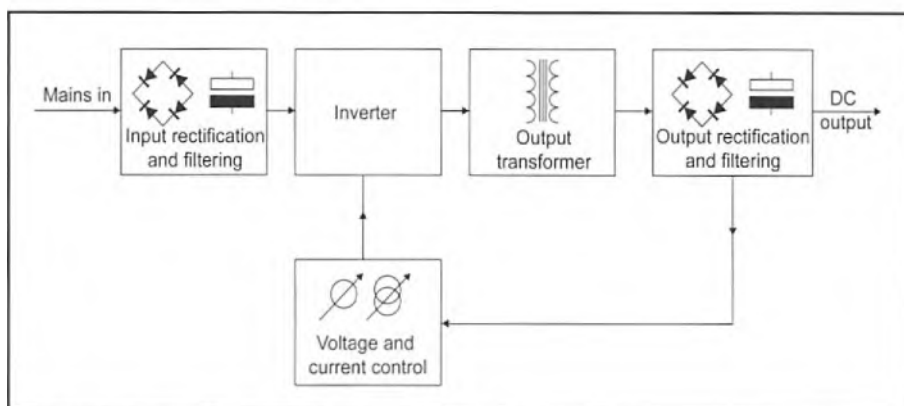 Mains in
Input rectification
and filtering
Inverter
Output
transformer
Output rectification
and filtering
DC
output
Voltage and
current control